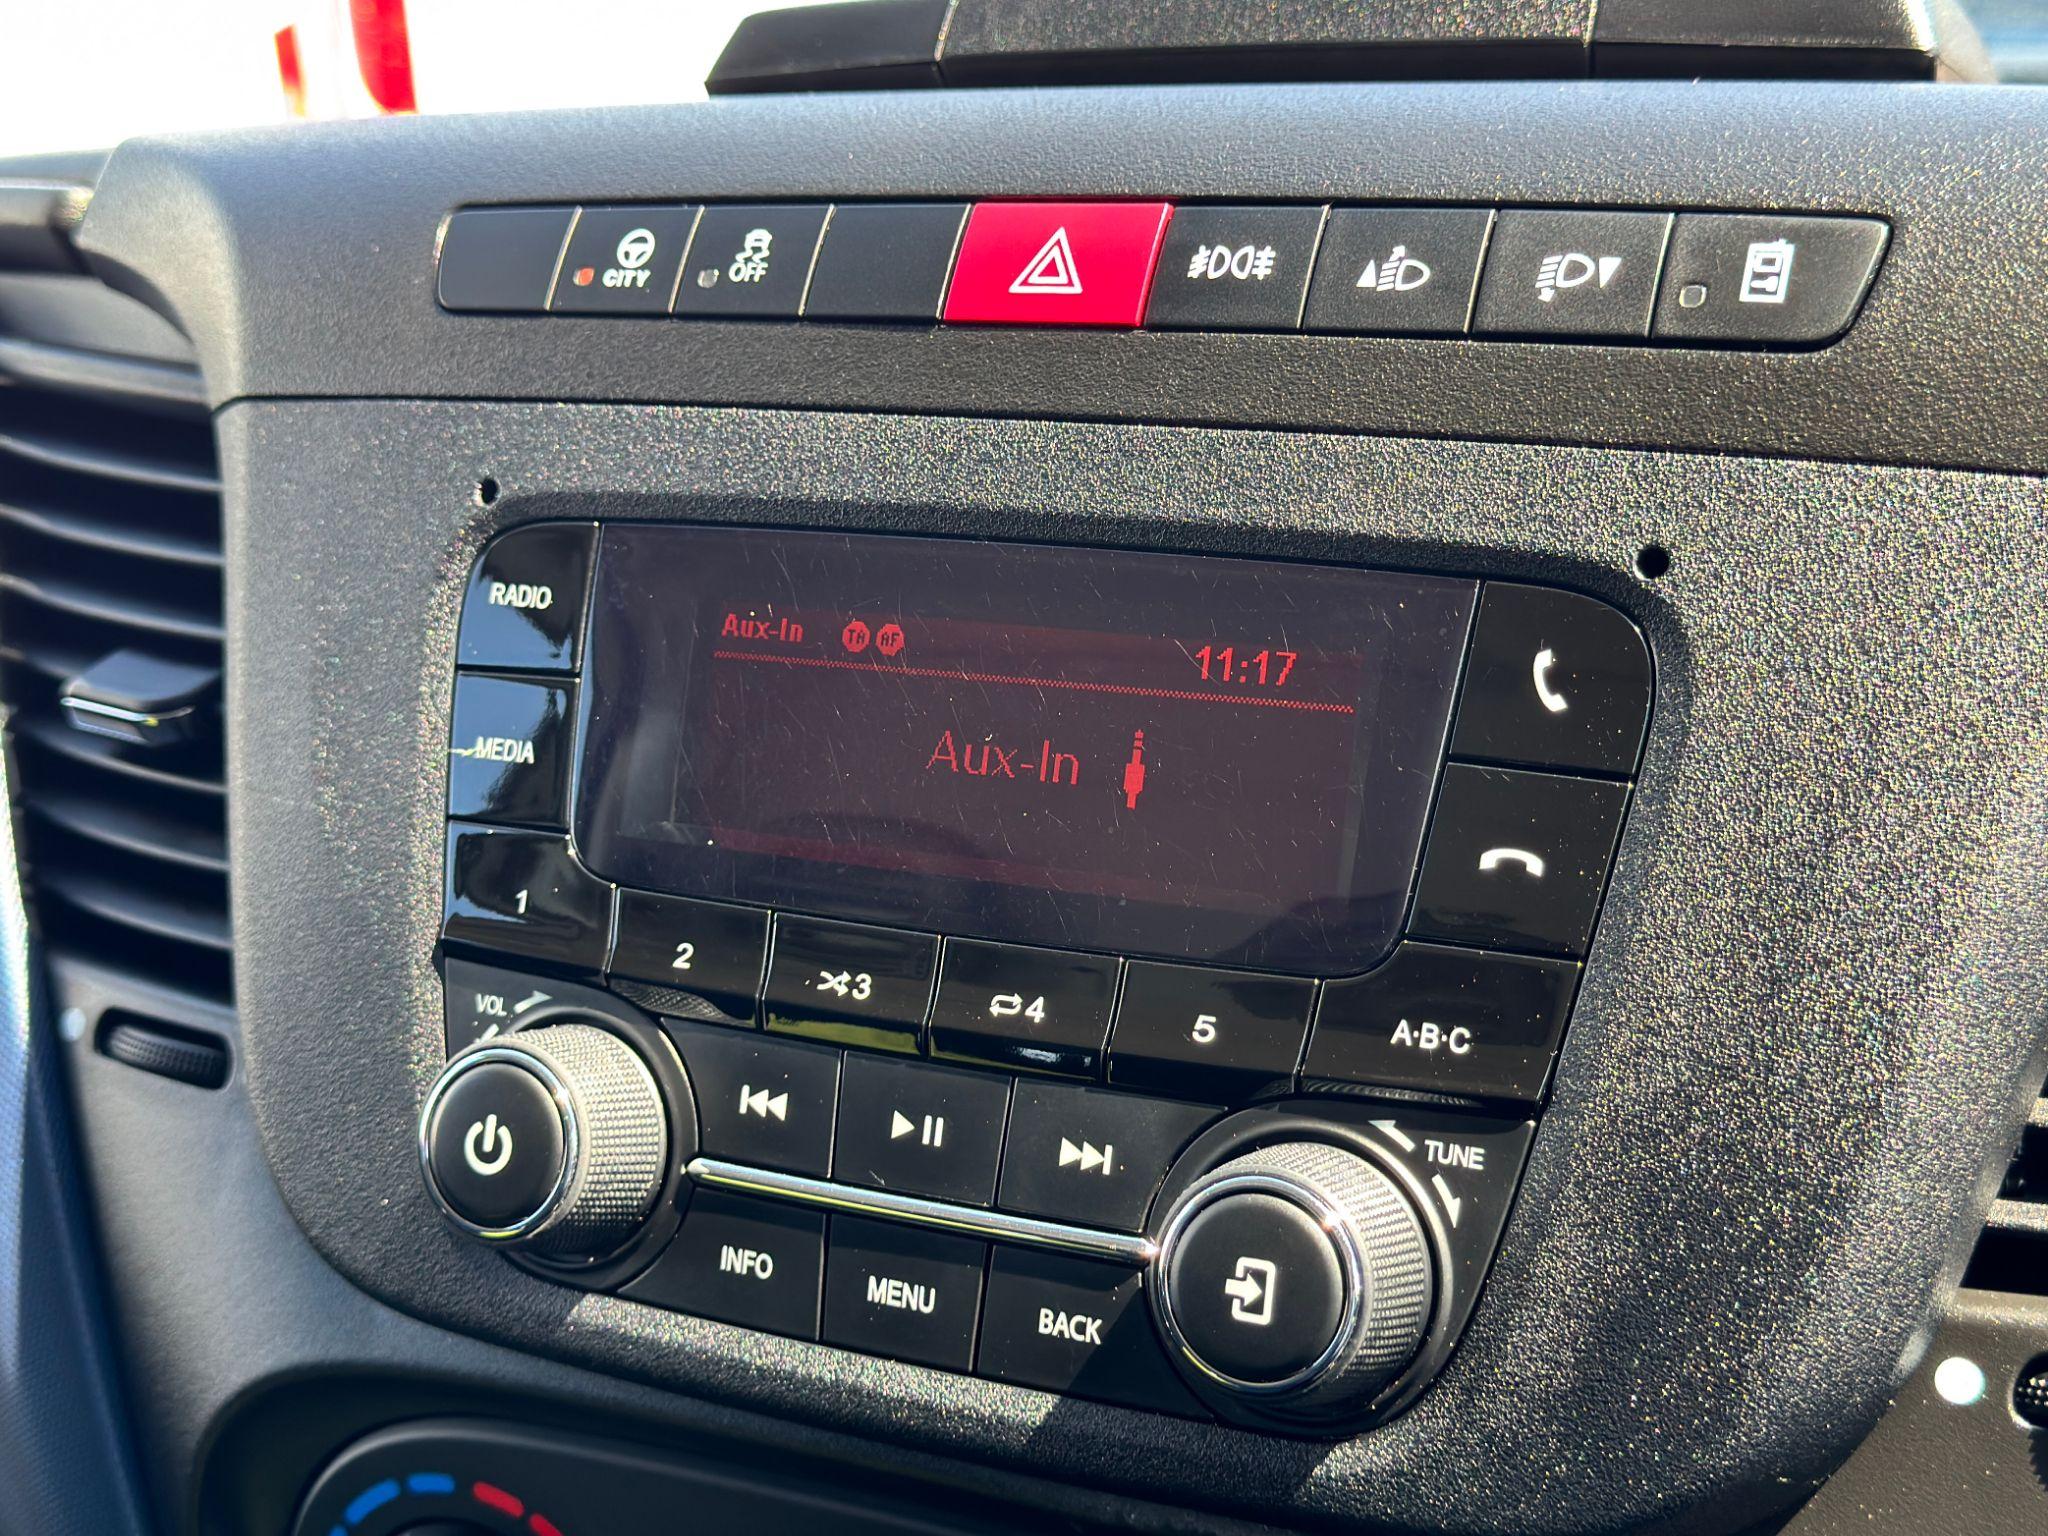 CITY
OFF
RADIO
Aux-In TA AF 11:17
MEDIA
Aux-In
1
2
3
4
5
A·B·C
VOL
TUNE
INFO
MENU
BACK